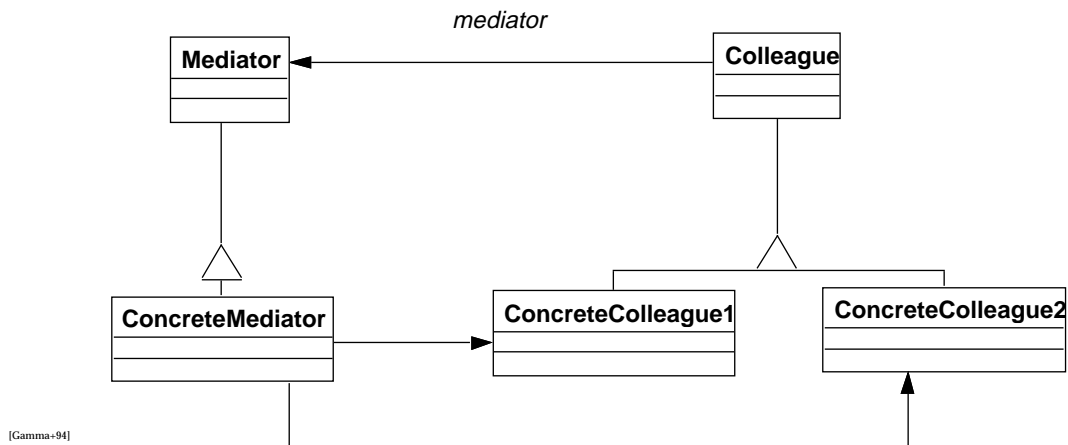 mediator
Mediator
Colleague
ConcreteMediator
ConcreteColleague1
ConcreteColleague2
[Gamma+94]